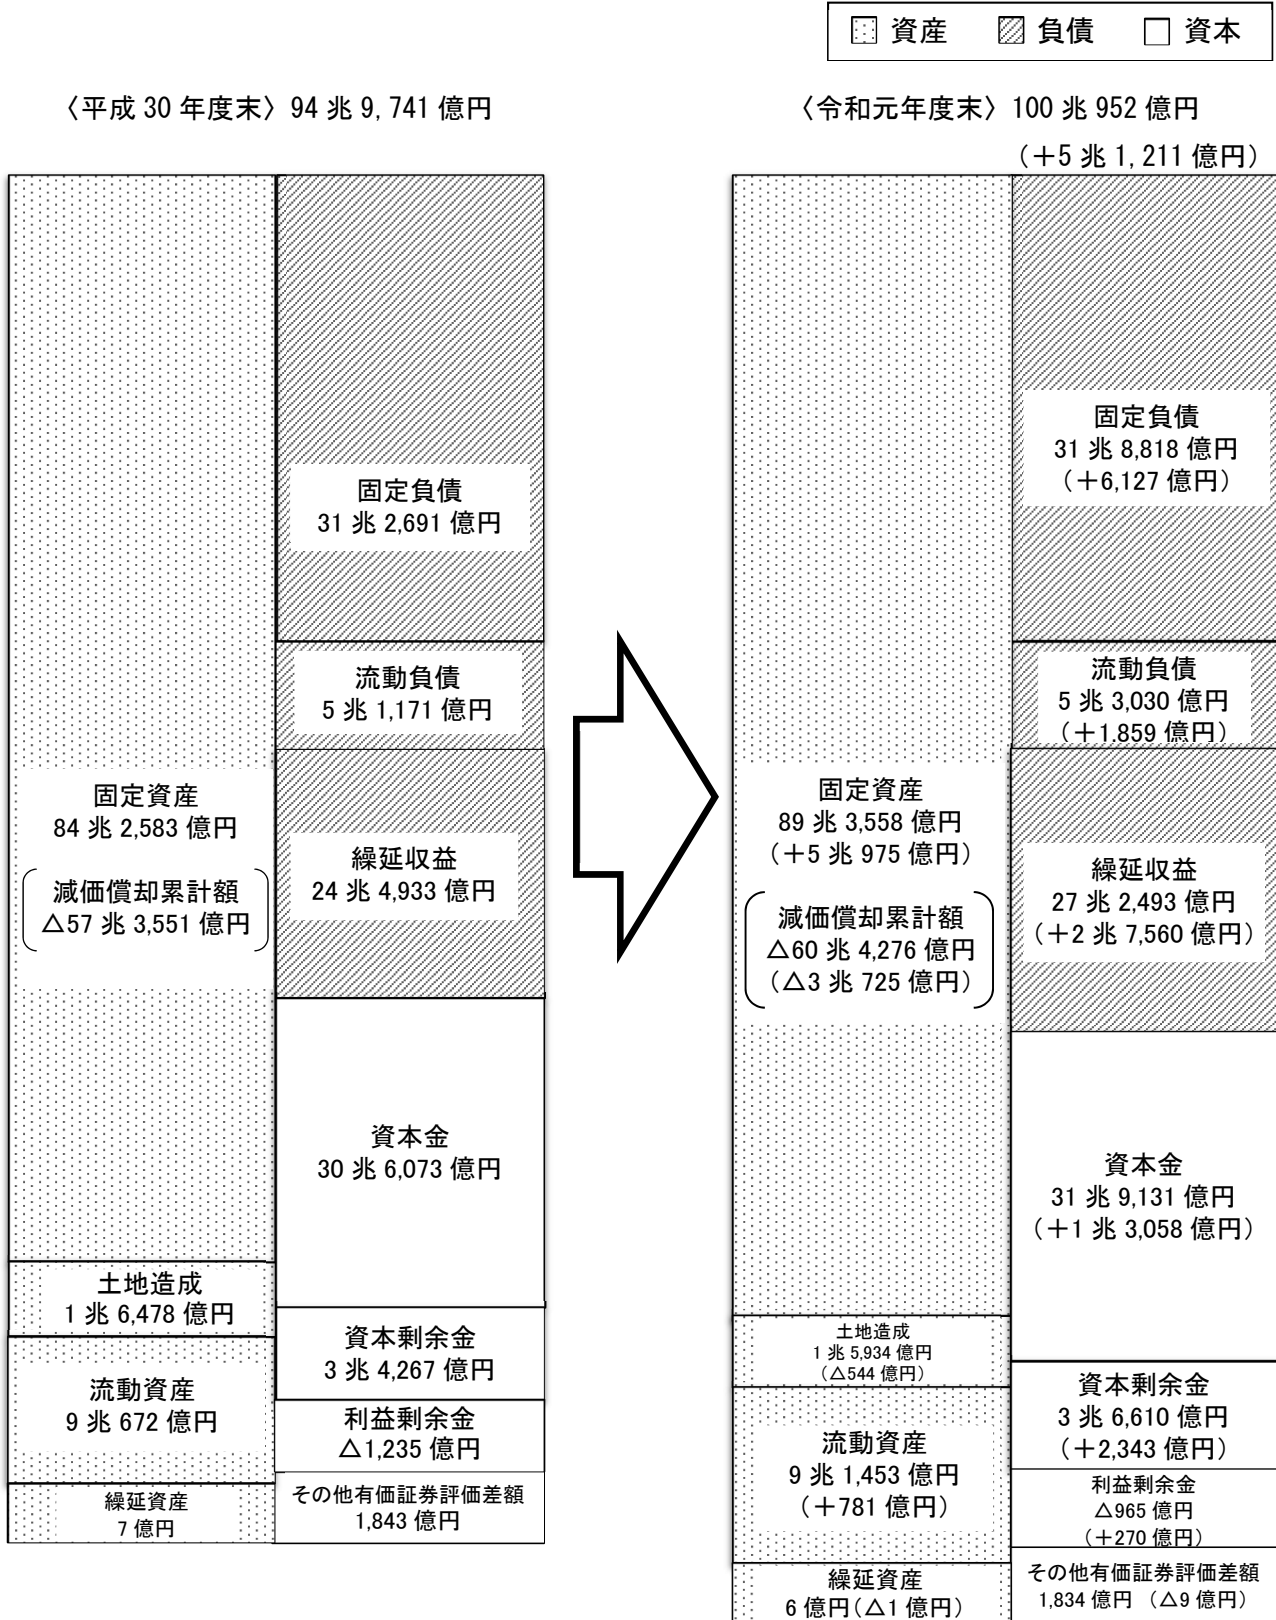 資産 負債 資本
〈平成 30 年度末〉 94 兆 9,741 億円
〈令和元年度末〉 100 兆 952 億円
（＋5 兆 1,211 億円）
固定資産
84 兆 2,583 億円
減価償却累計額
△57 兆 3,551 億円
土地造成
1 兆 6,478 億円
流動資産
9 兆 672 億円
繰延資産
7 億円
固定負債
31 兆 2,691 億円
流動負債
5 兆 1,171 億円
繰延収益
24 兆 4,933 億円
資本金
30 兆 6,073 億円
資本剰余金
3 兆 4,267 億円
利益剰余金
△1,235 億円
その他有価証券評価差額
1,843 億円
固定資産
89 兆 3,558 億円
（＋5 兆 975 億円）
減価償却累計額
△60 兆 4,276 億円
（△3 兆 725 億円）
土地造成
1 兆 5,934 億円
（△544 億円）
流動資産
9 兆 1,453 億円
（＋781 億円）
繰延資産
6 億円（△1 億円）
固定負債
31 兆 8,818 億円
（＋6,127 億円）
流動負債
5 兆 3,030 億円
（＋1,859 億円）
繰延収益
27 兆 2,493 億円
（＋2 兆 7,560 億円）
資本金
31 兆 9,131 億円
（＋1 兆 3,058 億円）
資本剰余金
3 兆 6,610 億円
（＋2,343 億円）
利益剰余金
△965 億円
（＋270 億円）
その他有価証券評価差額
1,834 億円 （△9 億円）